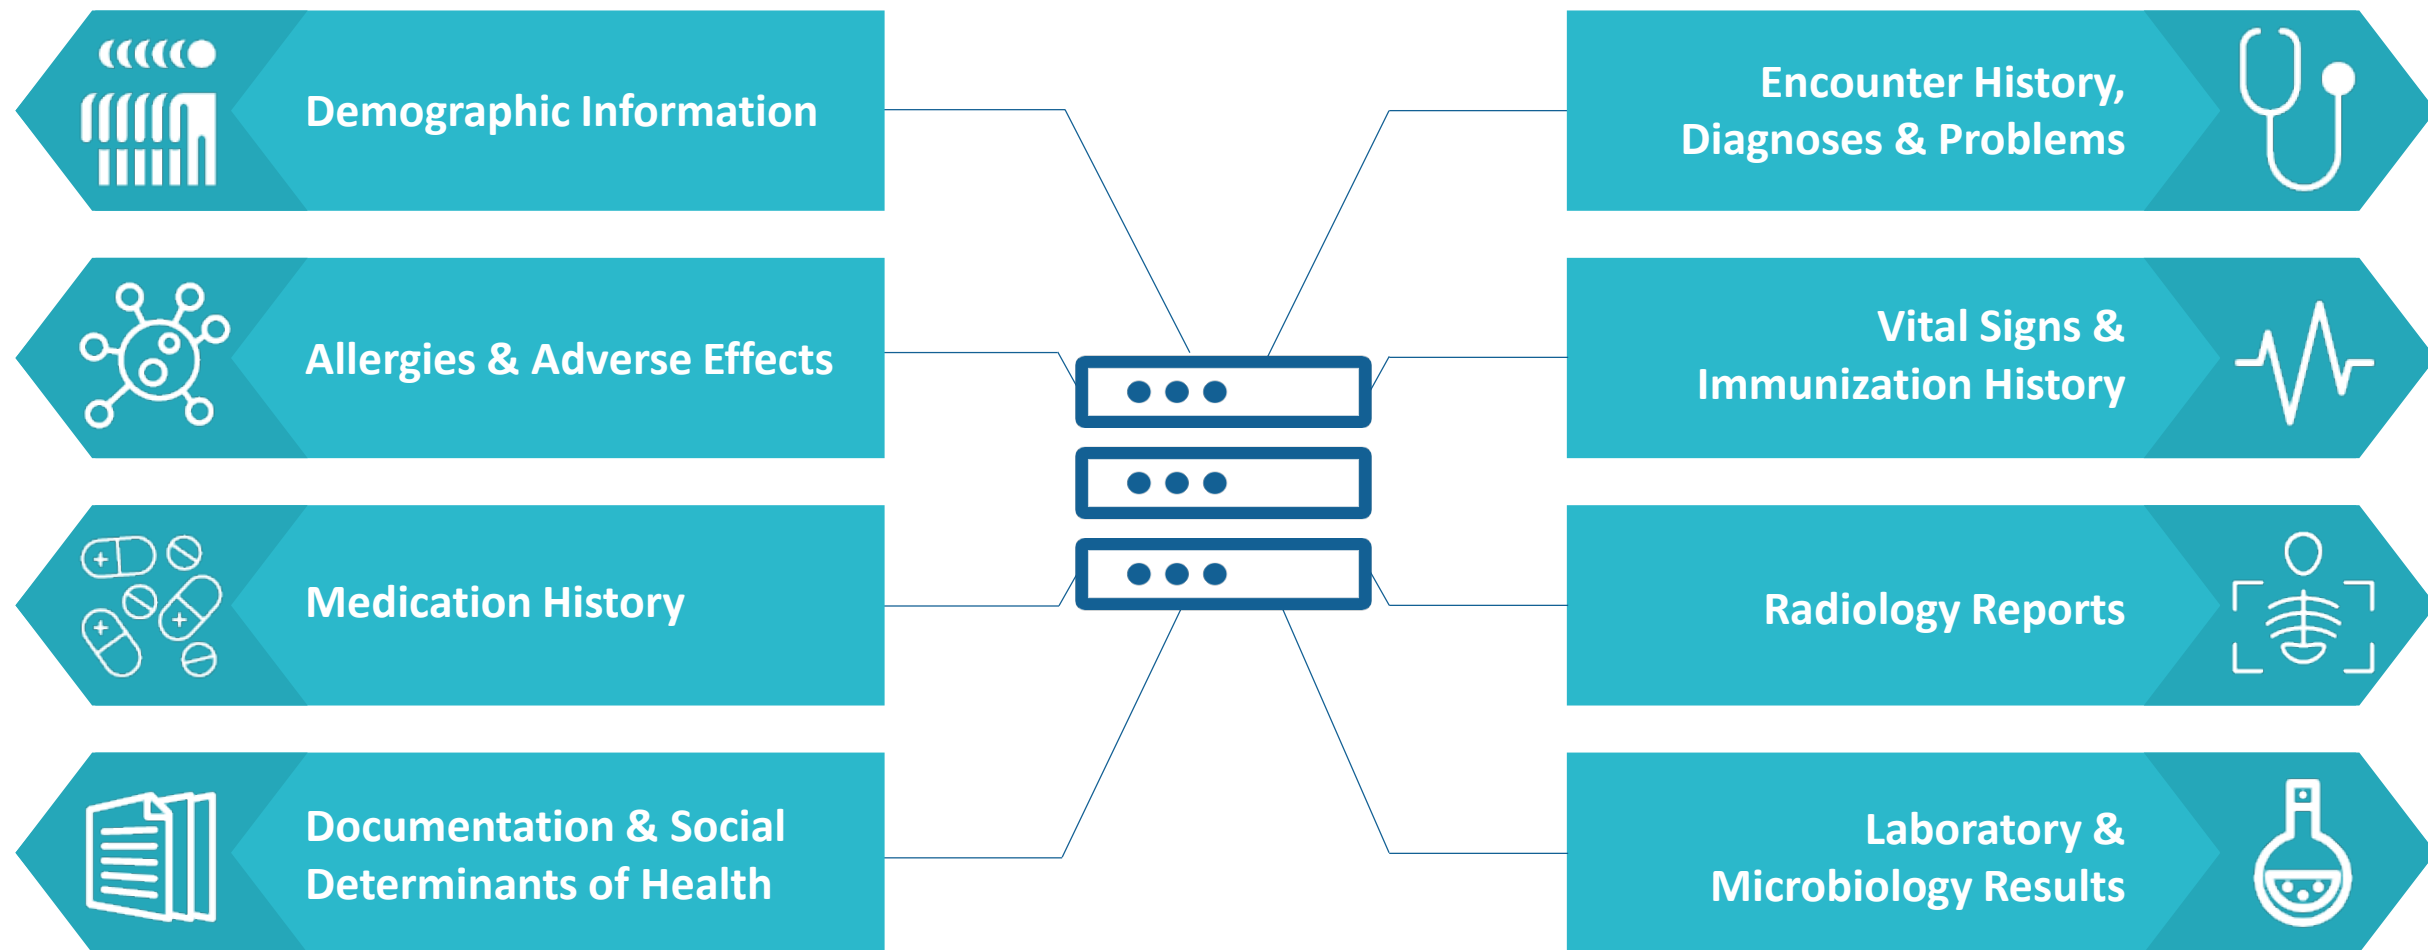 Demographic Information
Allergies & Adverse Effects
Medication History
Documentation & Social
Determinants of Health
Encounter History,
Diagnoses & Problems
Vital Signs &
Immunization History
Radiology Reports
Laboratory &
Microbiology Results